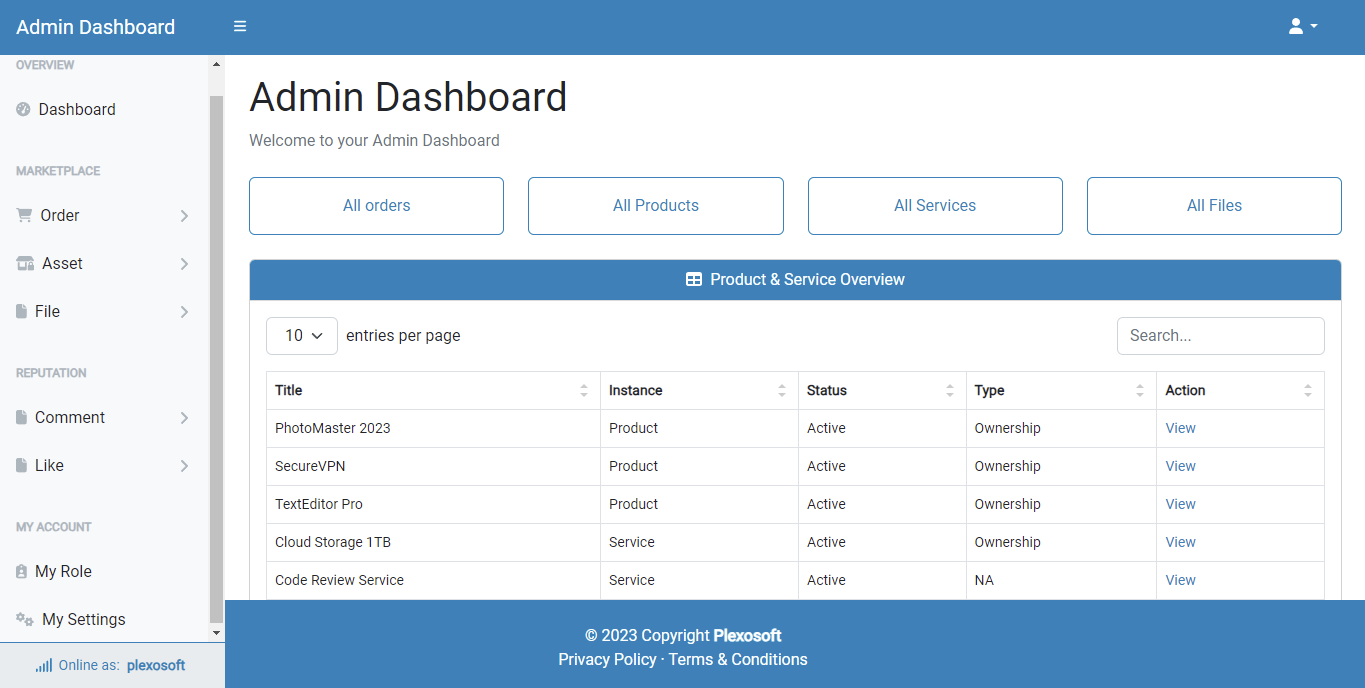 Admin Dashboard
OVERVIEW
Dashboard
MARKETPLACE
Order
Asset
File
REPUTATION
Comment
Like
MY ACCOUNT
My Role
My Settings
Online as: plexosoft
Admin Dashboard
Welcome to your Admin Dashboard
All orders All Products All Services All Files
Product & Service Overview
10 entries per page Search...
Title Instance Status Type Action
PhotoMaster 2023 Product Active Ownership View
SecureVPN Product Active Ownership View
TextEditor Pro Product Active Ownership View
Cloud Storage 1TB Service Active Ownership View
Code Review Service Service Active NA View
© 2023 Copyright Plexosoft
Privacy Policy · Terms & Conditions